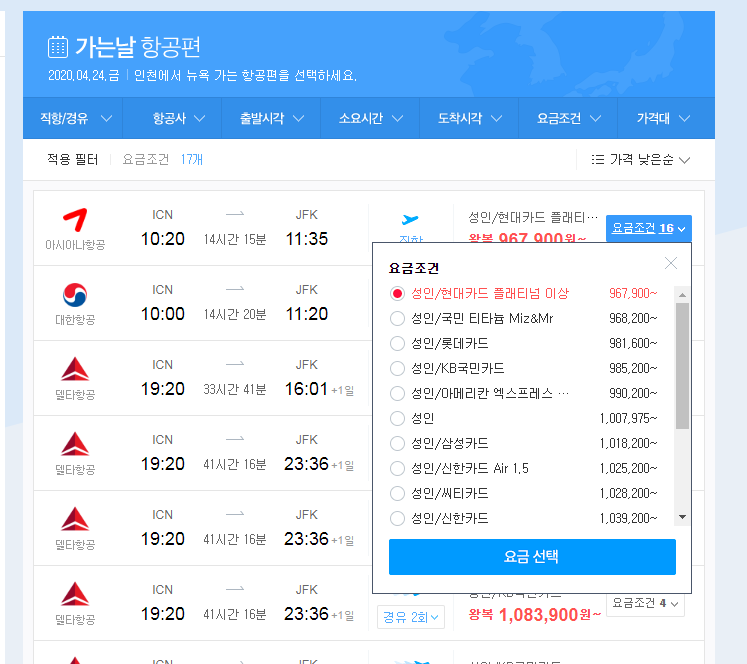 가는날 항공편
2020.04.24.금 | 인천에서 뉴욕 가는 항공편을 선택하세요.
직항/경유 항공사 출발시각 소요시간 도착시각 요금조건 가격대
적용 필터 | 요금조건 17개 가격 낮은순
아시아나항공 ICN 10:20 14시간 15분 JFK 11:35 직항
성인/현대카드 플래티…
왕복 967,900원~
요금조건 16
대한항공 ICN 10:00 14시간 20분 JFK 11:20
델타항공 ICN 19:20 33시간 41분 JFK 16:01 +1일
델타항공 ICN 19:20 41시간 16분 JFK 23:36 +1일
델타항공 ICN 19:20 41시간 16분 JFK 23:36 +1일
델타항공 ICN 19:20 41시간 16분 JFK 23:36 +1일 경유 2회
성인/KB국민카드
왕복 1,083,900원~
요금조건 4
ICN JFK
성인/KB국민카드
요금조건
성인/현대카드 플래티넘 이상 967,900~
성인/국민 티타늄 Miz&Mr 968,200~
성인/롯데카드 981,600~
성인/KB국민카드 985,200~
성인/아메리칸 엑스프레스 … 990,200~
성인 1,007,975~
성인/삼성카드 1,018,200~
성인/신한카드 Air 1.5 1,025,200~
성인/씨티카드 1,028,200~
성인/신한카드 1,039,200~
요금 선택